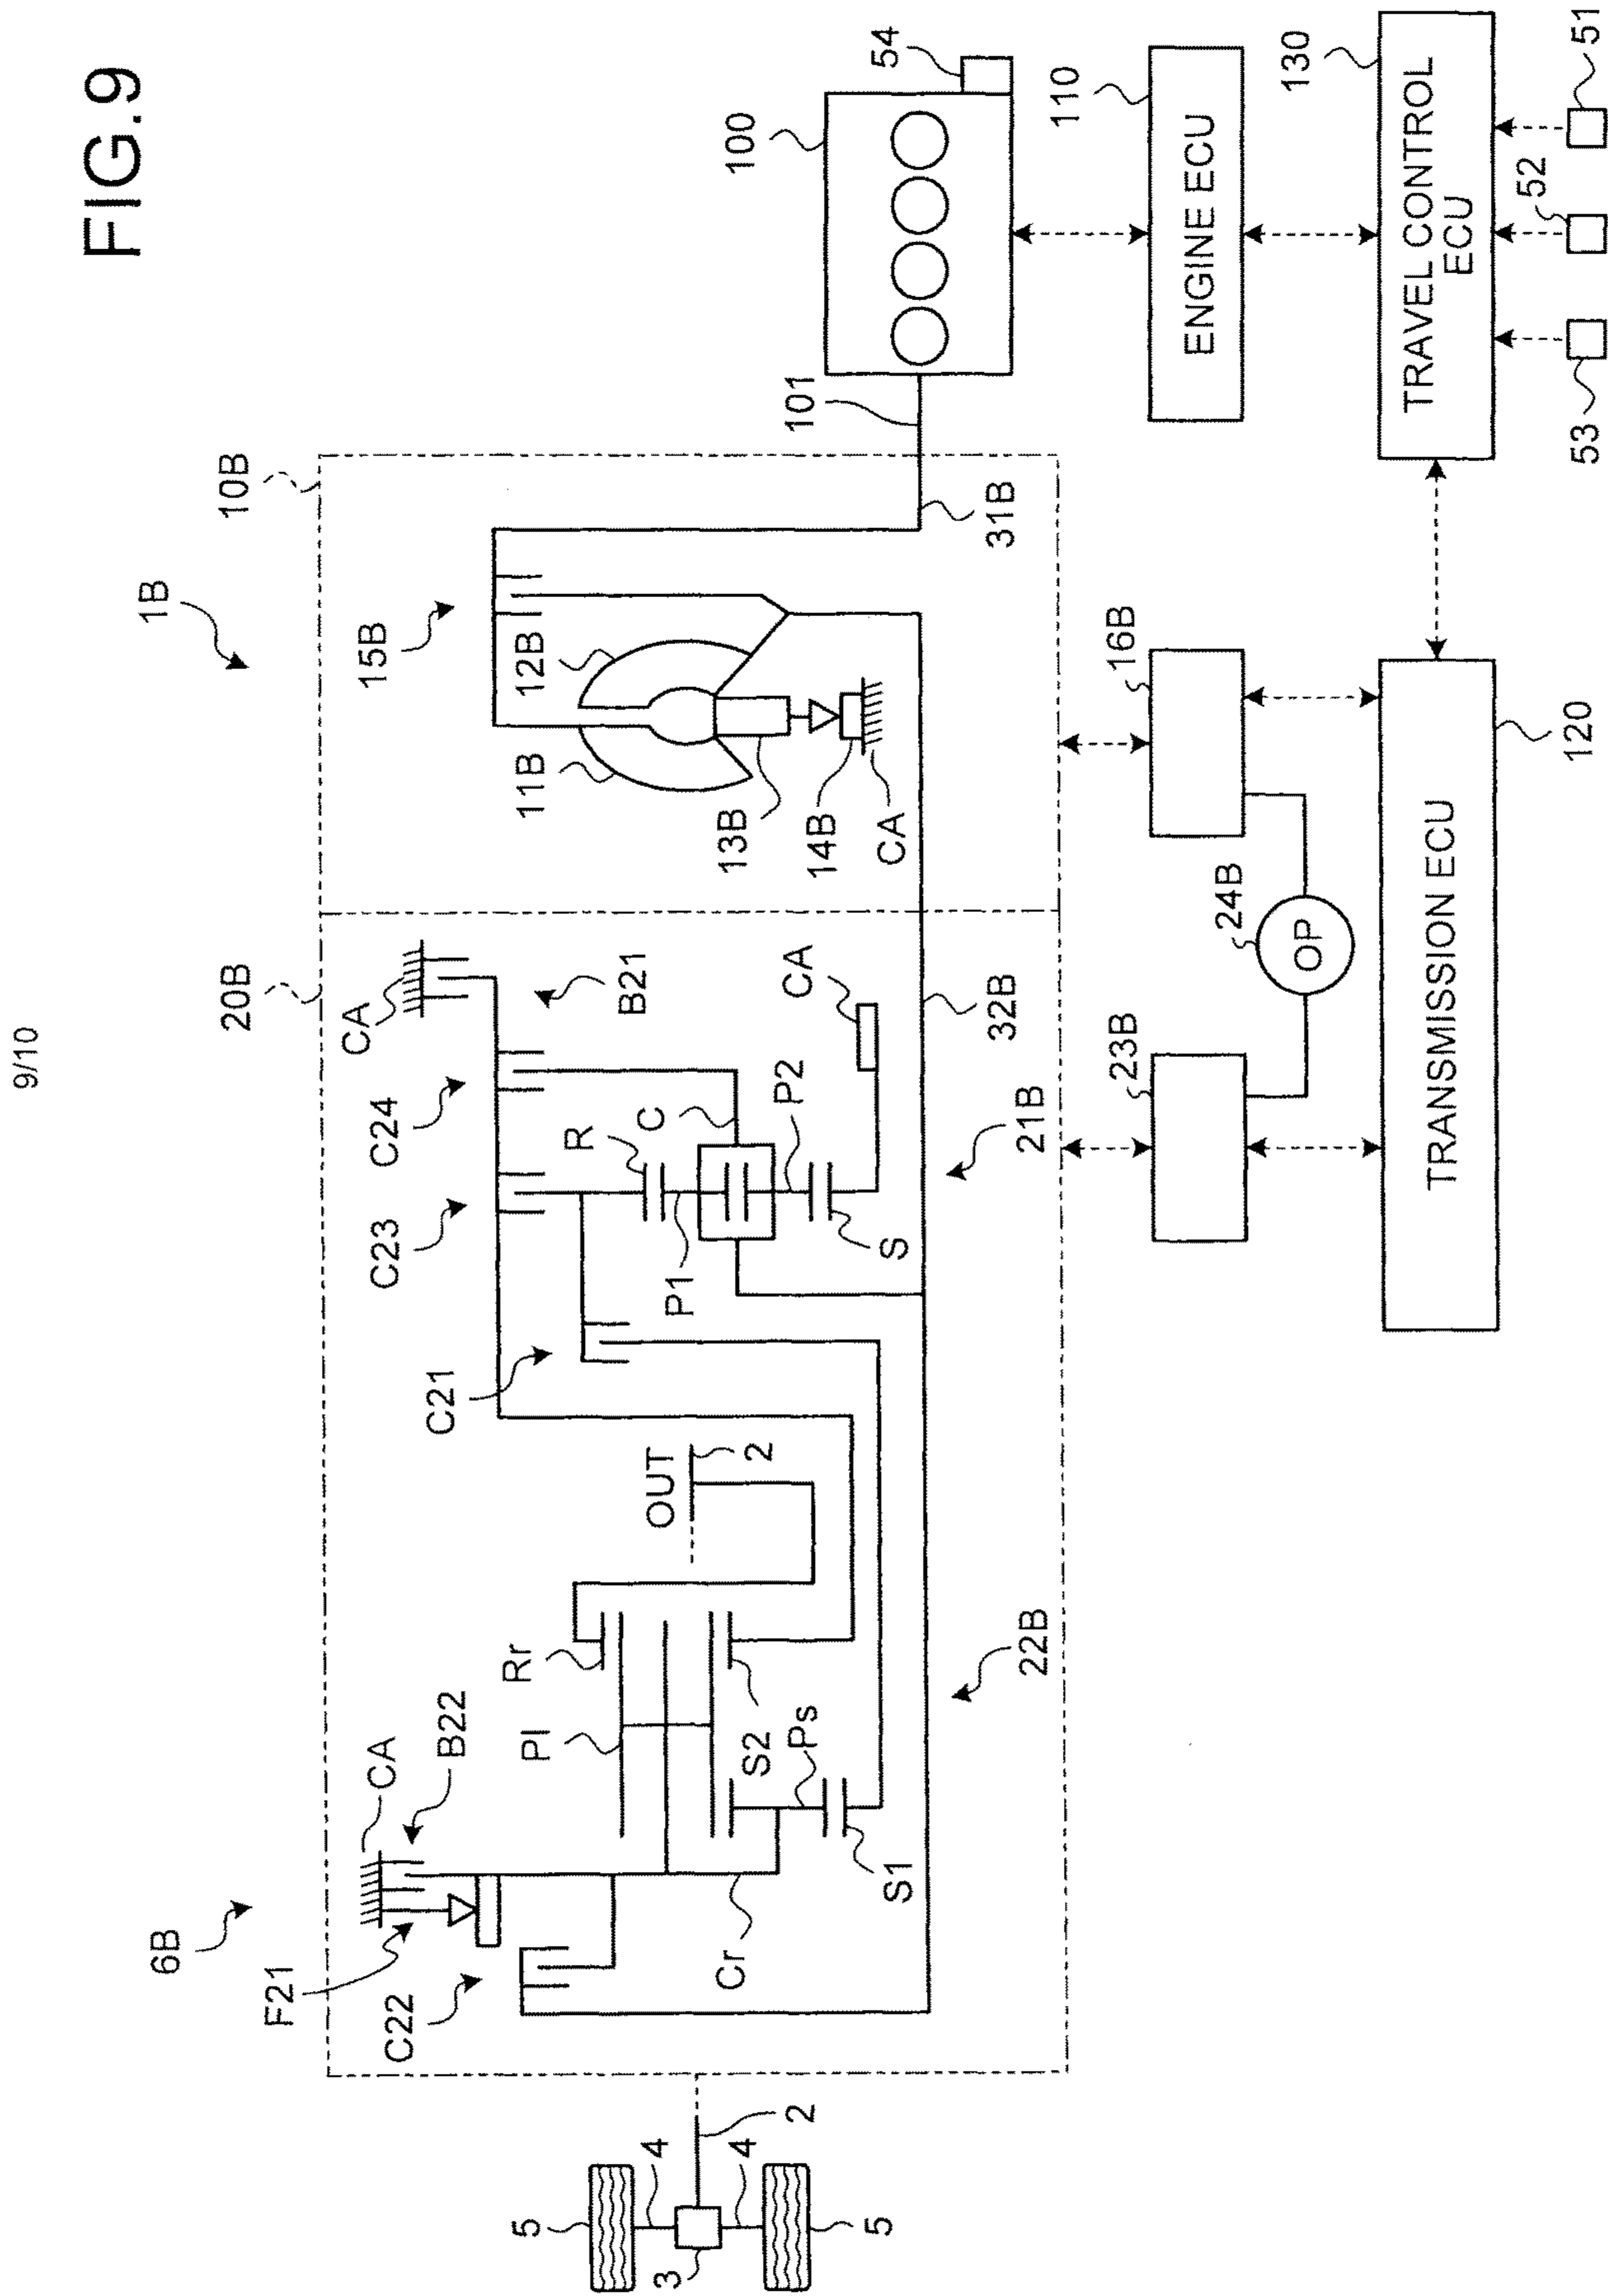 9/10
FIG.9
1B
6B
20B
10B
CA
B22
F21
C22
C24
C23
C21
B21
CA
15B
12B
11B
13B
14B
CA
100
54
101
31B
Rr
Pl
S2
Ps
S1
Cr
OUT
2
R
C
P1
P2
S
CA
32B
21B
22B
5
4
3
2
4
5
23B
24B
OP
16B
120
TRANSMISSION ECU
110
ENGINE ECU
130
TRAVEL CONTROL
ECU
53
52
51